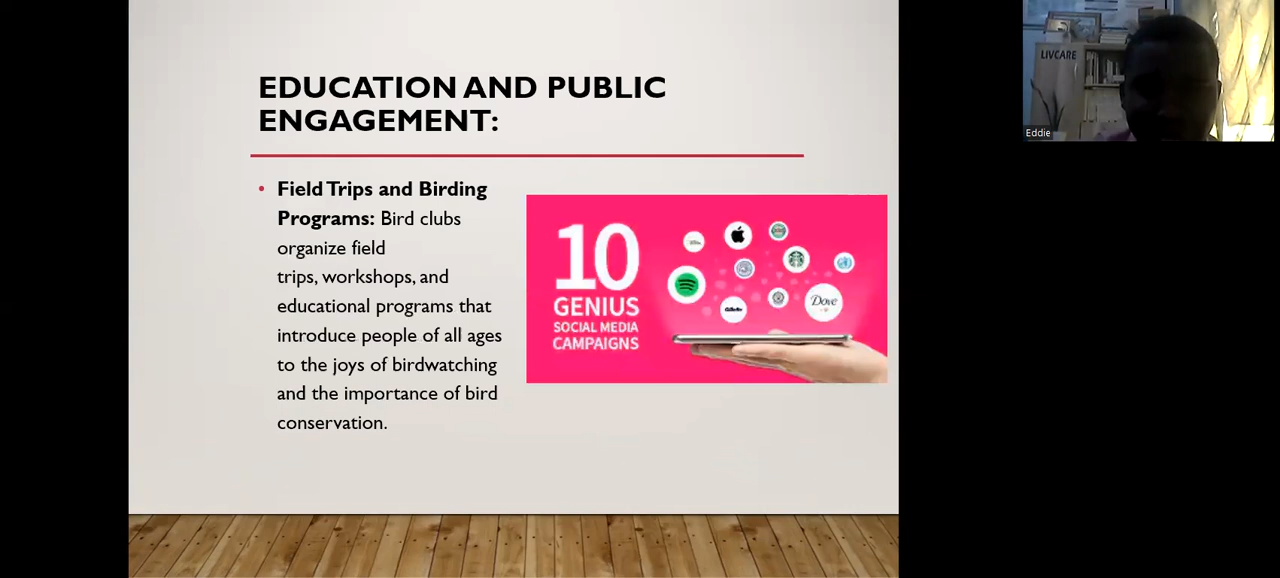 EDUCATION AND PUBLIC
ENGAGEMENT:
• Field Trips and Birding
Programs: Bird clubs
organize field
trips, workshops, and
educational programs that
introduce people of all ages
to the joys of birdwatching
and the importance of bird
conservation.
10
GENIUS
SOCIAL MEDIA
CAMPAIGNS
Gillette
Dove
LIVCARE
Eddie